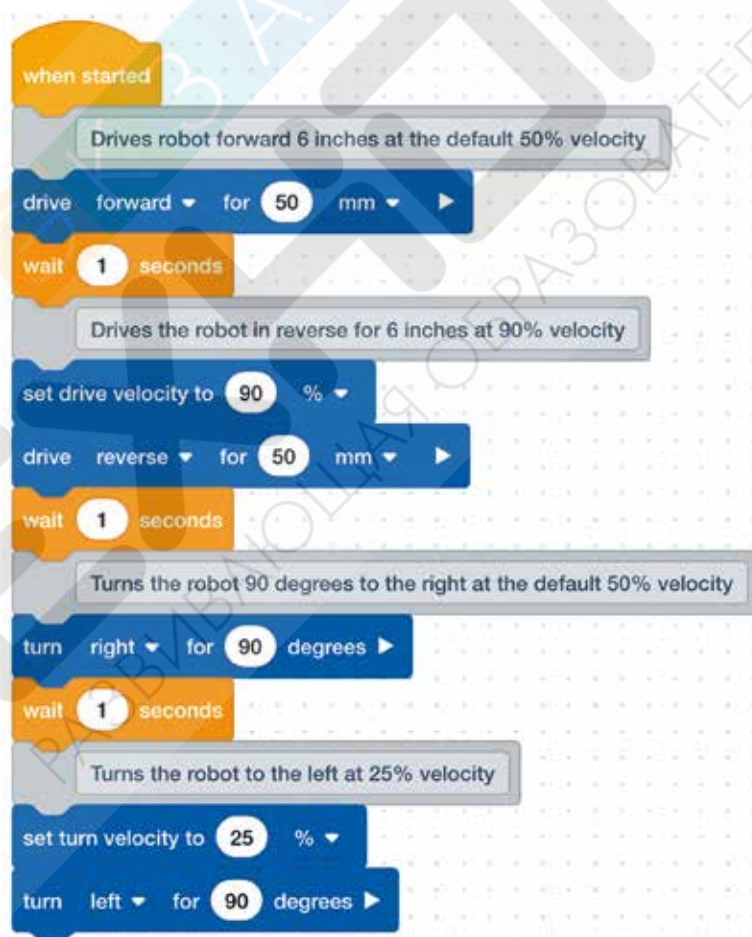 when started
Drives robot forward 6 inches at the default 50% velocity
drive forward for 50 mm
wait 1 seconds
Drives the robot in reverse for 6 inches at 90% velocity
set drive velocity to 90 %
drive reverse for 50 mm
wait 1 seconds
Turns the robot 90 degrees to the right at the default 50% velocity
turn right for 90 degrees
wait 1 seconds
Turns the robot to the left at 25% velocity
set turn velocity to 25 %
turn left for 90 degrees